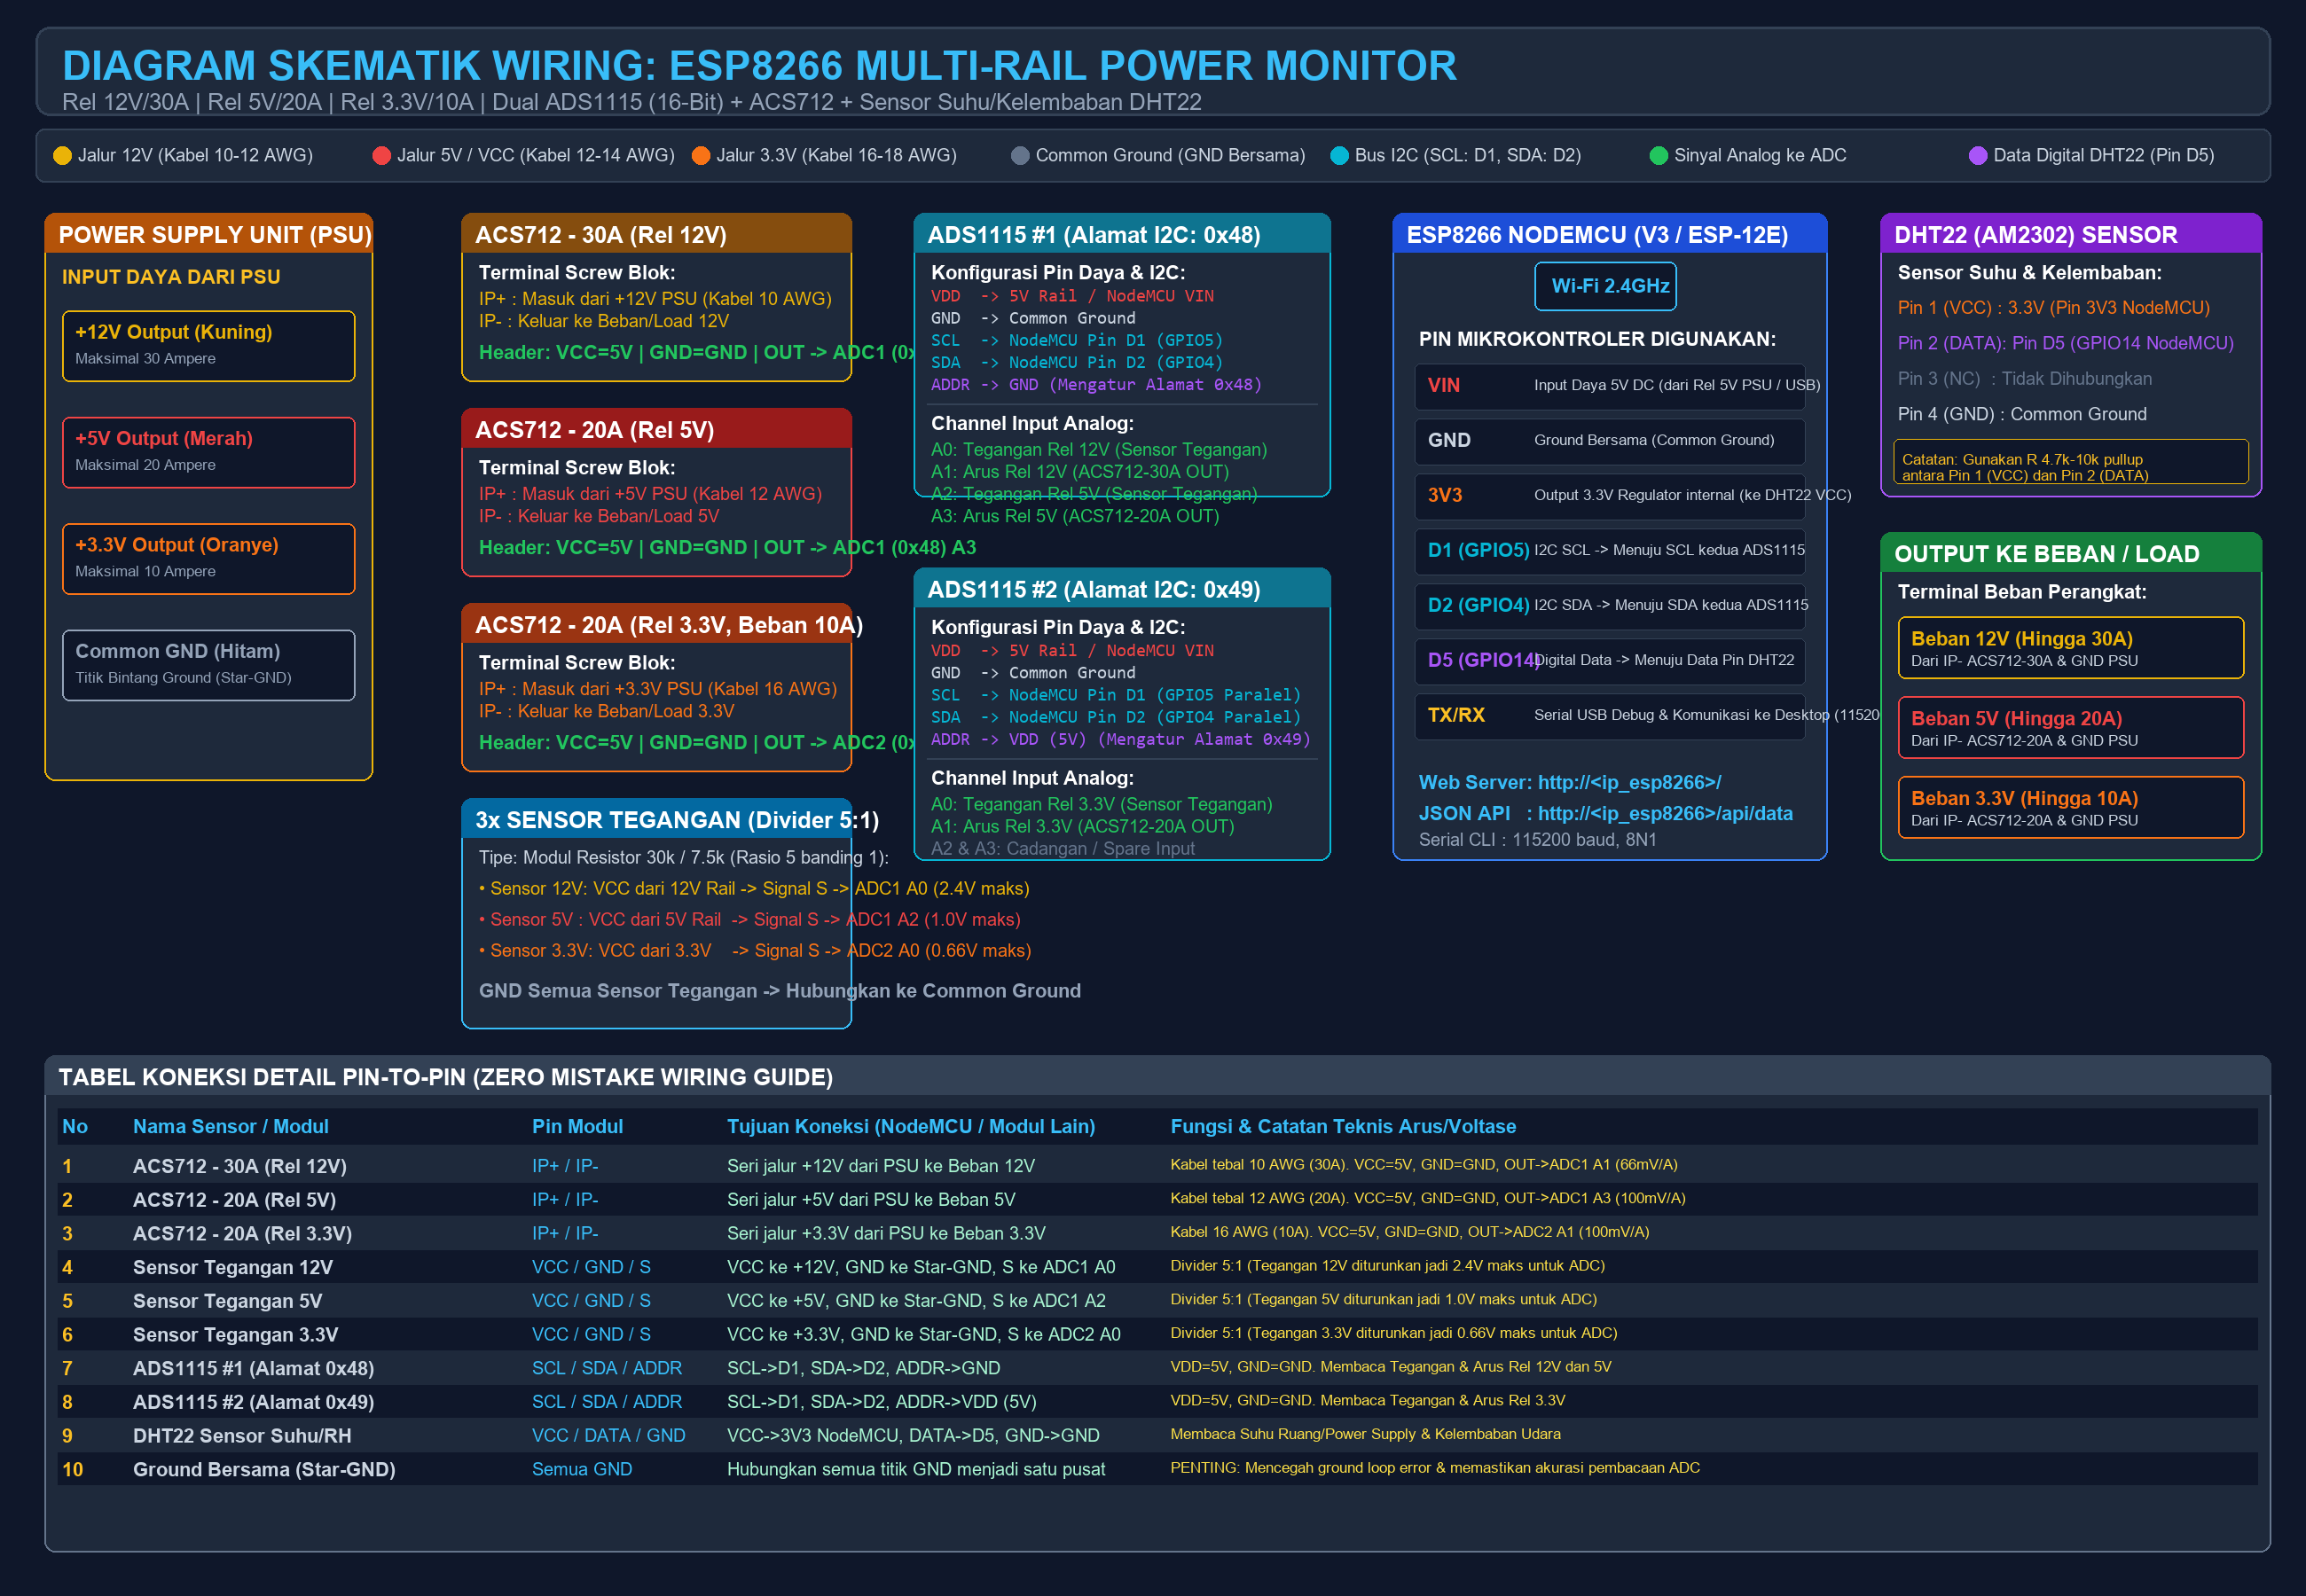 DIAGRAM SKEMATIK WIRING: ESP8266 MULTI-RAIL POWER MONITOR
Rel 12V/30A | Rel 5V/20A | Rel 3.3V/10A | Dual ADS1115 (16-Bit) + ACS712 + Sensor Suhu/Kelembaban DHT22
Jalur 12V (Kabel 10-12 AWG)
Jalur 5V / VCC (Kabel 12-14 AWG)
Jalur 3.3V (Kabel 16-18 AWG)
Common Ground (GND Bersama)
Bus I2C (SCL: D1, SDA: D2)
Sinyal Analog ke ADC
Data Digital DHT22 (Pin D5)
POWER SUPPLY UNIT (PSU)
INPUT DAYA DARI PSU
+12V Output (Kuning)
Maksimal 30 Ampere
+5V Output (Merah)
Maksimal 20 Ampere
+3.3V Output (Oranye)
Maksimal 10 Ampere
Common GND (Hitam)
Titik Bintang Ground (Star-GND)
ACS712 - 30A (Rel 12V)
Terminal Screw Blok:
IP+ : Masuk dari +12V PSU (Kabel 10 AWG)
IP- : Keluar ke Beban/Load 12V
Header: VCC=5V | GND=GND | OUT -> ADC1 (0x
ACS712 - 20A (Rel 5V)
Terminal Screw Blok:
IP+ : Masuk dari +5V PSU (Kabel 12 AWG)
IP- : Keluar ke Beban/Load 5V
Header: VCC=5V | GND=GND | OUT -> ADC1 (0x48) A3
ACS712 - 20A (Rel 3.3V, Beban 10A)
Terminal Screw Blok:
IP+ : Masuk dari +3.3V PSU (Kabel 16 AWG)
IP- : Keluar ke Beban/Load 3.3V
Header: VCC=5V | GND=GND | OUT -> ADC2 (0x
3x SENSOR TEGANGAN (Divider 5:1)
Tipe: Modul Resistor 30k / 7.5k (Rasio 5 banding 1):
• Sensor 12V: VCC dari 12V Rail -> Signal S -> ADC1 A0 (2.4V maks)
• Sensor 5V : VCC dari 5V Rail -> Signal S -> ADC1 A2 (1.0V maks)
• Sensor 3.3V: VCC dari 3.3V -> Signal S -> ADC2 A0 (0.66V maks)
GND Semua Sensor Tegangan -> Hubungkan ke Common Ground
ADS1115 #1 (Alamat I2C: 0x48)
Konfigurasi Pin Daya & I2C:
VDD -> 5V Rail / NodeMCU VIN
GND -> Common Ground
SCL -> NodeMCU Pin D1 (GPIO5)
SDA -> NodeMCU Pin D2 (GPIO4)
ADDR -> GND (Mengatur Alamat 0x48)
Channel Input Analog:
A0: Tegangan Rel 12V (Sensor Tegangan)
A1: Arus Rel 12V (ACS712-30A OUT)
A2: Tegangan Rel 5V (Sensor Tegangan)
A3: Arus Rel 5V (ACS712-20A OUT)
ADS1115 #2 (Alamat I2C: 0x49)
Konfigurasi Pin Daya & I2C:
VDD -> 5V Rail / NodeMCU VIN
GND -> Common Ground
SCL -> NodeMCU Pin D1 (GPIO5 Paralel)
SDA -> NodeMCU Pin D2 (GPIO4 Paralel)
ADDR -> VDD (5V) (Mengatur Alamat 0x49)
Channel Input Analog:
A0: Tegangan Rel 3.3V (Sensor Tegangan)
A1: Arus Rel 3.3V (ACS712-20A OUT)
A2 & A3: Cadangan / Spare Input
ESP8266 NODEMCU (V3 / ESP-12E)
Wi-Fi 2.4GHz
PIN MIKROKONTROLER DIGUNAKAN:
VIN Input Daya 5V DC (dari Rel 5V PSU / USB)
GND Ground Bersama (Common Ground)
3V3 Output 3.3V Regulator internal (ke DHT22 VCC)
D1 (GPIO5) I2C SCL -> Menuju SCL kedua ADS1115
D2 (GPIO4) I2C SDA -> Menuju SDA kedua ADS1115
D5 (GPIO14) Digital Data -> Menuju Data Pin DHT22
TX/RX Serial USB Debug & Komunikasi ke Desktop (11520
Web Server: http://<ip_esp8266>/
JSON API : http://<ip_esp8266>/api/data
Serial CLI : 115200 baud, 8N1
DHT22 (AM2302) SENSOR
Sensor Suhu & Kelembaban:
Pin 1 (VCC) : 3.3V (Pin 3V3 NodeMCU)
Pin 2 (DATA): Pin D5 (GPIO14 NodeMCU)
Pin 3 (NC) : Tidak Dihubungkan
Pin 4 (GND) : Common Ground
Catatan: Gunakan R 4.7k-10k pullup
antara Pin 1 (VCC) dan Pin 2 (DATA)
OUTPUT KE BEBAN / LOAD
Terminal Beban Perangkat:
Beban 12V (Hingga 30A)
Dari IP- ACS712-30A & GND PSU
Beban 5V (Hingga 20A)
Dari IP- ACS712-20A & GND PSU
Beban 3.3V (Hingga 10A)
Dari IP- ACS712-20A & GND PSU
TABEL KONEKSI DETAIL PIN-TO-PIN (ZERO MISTAKE WIRING GUIDE)
No Nama Sensor / Modul Pin Modul Tujuan Koneksi (NodeMCU / Modul Lain) Fungsi & Catatan Teknis Arus/Voltase
1 ACS712 - 30A (Rel 12V) IP+ / IP- Seri jalur +12V dari PSU ke Beban 12V Kabel tebal 10 AWG (30A). VCC=5V, GND=GND, OUT->ADC1 A1 (66mV/A)
2 ACS712 - 20A (Rel 5V) IP+ / IP- Seri jalur +5V dari PSU ke Beban 5V Kabel tebal 12 AWG (20A). VCC=5V, GND=GND, OUT->ADC1 A3 (100mV/A)
3 ACS712 - 20A (Rel 3.3V) IP+ / IP- Seri jalur +3.3V dari PSU ke Beban 3.3V Kabel 16 AWG (10A). VCC=5V, GND=GND, OUT->ADC2 A1 (100mV/A)
4 Sensor Tegangan 12V VCC / GND / S VCC ke +12V, GND ke Star-GND, S ke ADC1 A0 Divider 5:1 (Tegangan 12V diturunkan jadi 2.4V maks untuk ADC)
5 Sensor Tegangan 5V VCC / GND / S VCC ke +5V, GND ke Star-GND, S ke ADC1 A2 Divider 5:1 (Tegangan 5V diturunkan jadi 1.0V maks untuk ADC)
6 Sensor Tegangan 3.3V VCC / GND / S VCC ke +3.3V, GND ke Star-GND, S ke ADC2 A0 Divider 5:1 (Tegangan 3.3V diturunkan jadi 0.66V maks untuk ADC)
7 ADS1115 #1 (Alamat 0x48) SCL / SDA / ADDR SCL->D1, SDA->D2, ADDR->GND VDD=5V, GND=GND. Membaca Tegangan & Arus Rel 12V dan 5V
8 ADS1115 #2 (Alamat 0x49) SCL / SDA / ADDR SCL->D1, SDA->D2, ADDR->VDD (5V) VDD=5V, GND=GND. Membaca Tegangan & Arus Rel 3.3V
9 DHT22 Sensor Suhu/RH VCC / DATA / GND VCC->3V3 NodeMCU, DATA->D5, GND->GND Membaca Suhu Ruang/Power Supply & Kelembaban Udara
10 Ground Bersama (Star-GND) Semua GND Hubungkan semua titik GND menjadi satu pusat PENTING: Mencegah ground loop error & memastikan akurasi pembacaan ADC